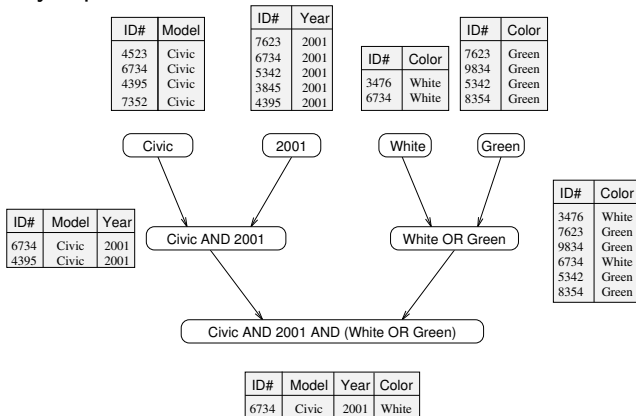 ID# Model
4523 Civic
6734 Civic
4395 Civic
7352 Civic
ID# Year
7623 2001
6734 2001
5342 2001
3845 2001
4395 2001
ID# Color
3476 White
6734 White
ID# Color
7623 Green
9834 Green
5342 Green
8354 Green
Civic
2001
White
Green
ID# Model Year
6734 Civic 2001
4395 Civic 2001
Civic AND 2001
White OR Green
ID# Color
3476 White
7623 Green
9834 Green
6734 White
5342 Green
8354 Green
Civic AND 2001 AND (White OR Green)
ID# Model Year Color
6734 Civic 2001 White